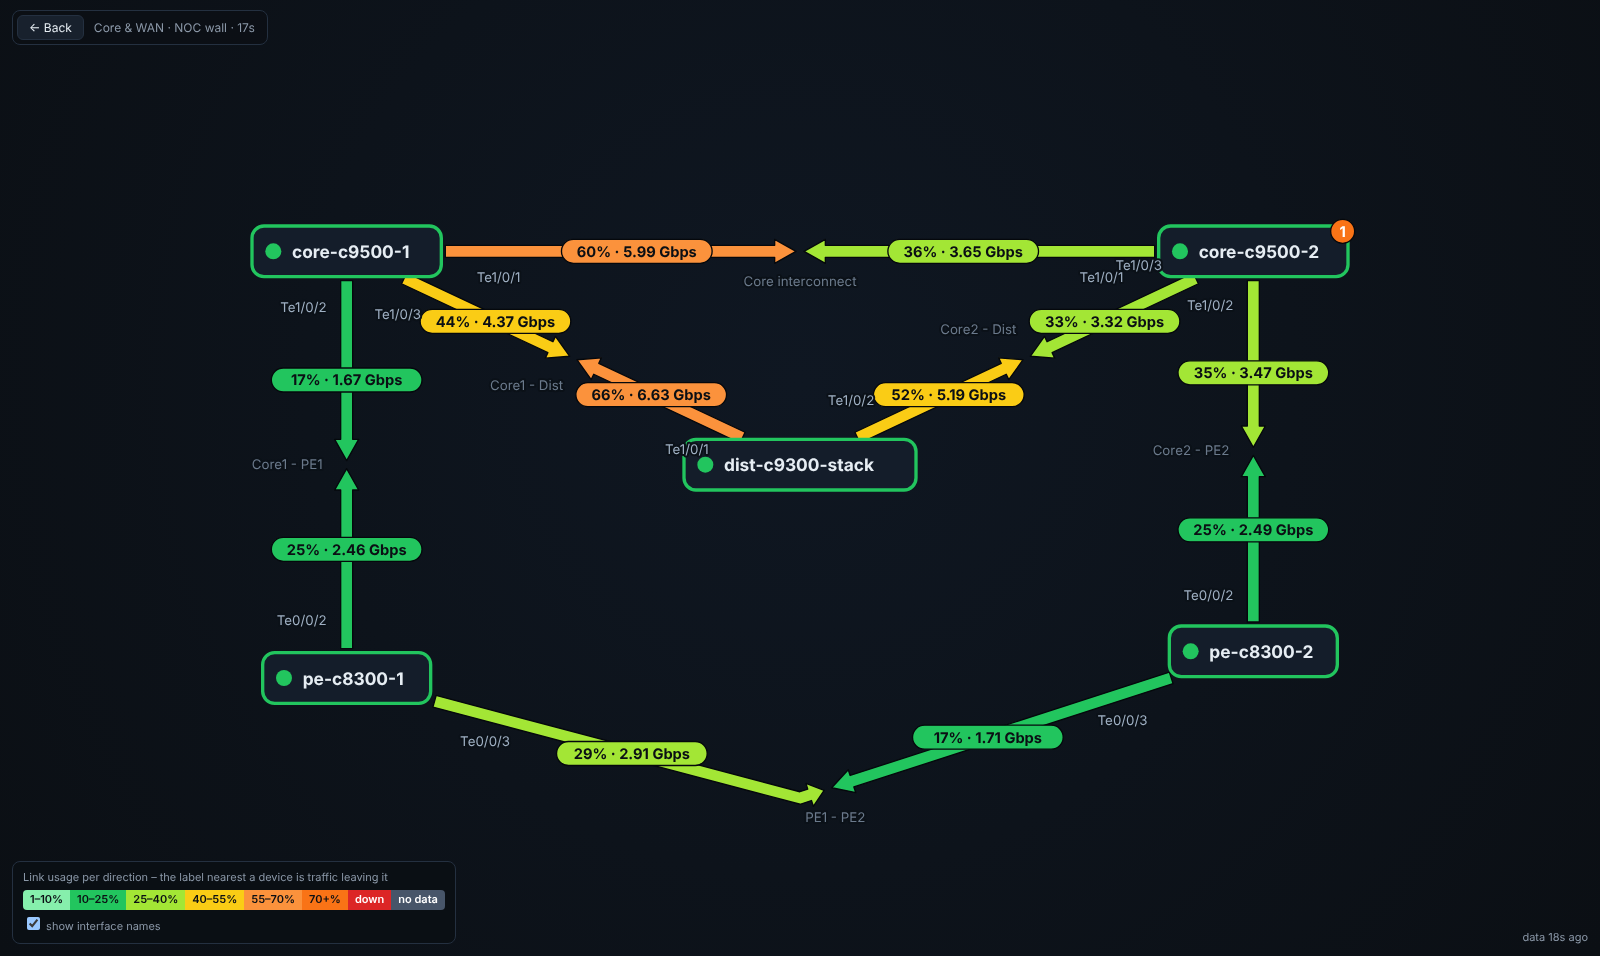 ← Back
Core & WAN · NOC wall · 17s
1
core-c9500-1
60% · 5.99 Gbps
36% · 3.65 Gbps
core-c9500-2
Te1/0/1
Core interconnect
Te1/0/1
Te1/0/3
Te1/0/2
Te1/0/3
44% · 4.37 Gbps
Core2 - Dist
33% · 3.32 Gbps
Te1/0/2
17% · 1.67 Gbps
Core1 - Dist
66% · 6.63 Gbps
Te1/0/2
52% · 5.19 Gbps
35% · 3.47 Gbps
Te1/0/1
Core1 - PE1
dist-c9300-stack
Core2 - PE2
25% · 2.46 Gbps
25% · 2.49 Gbps
Te0/0/2
Te0/0/2
pe-c8300-1
pe-c8300-2
Te0/0/3
29% · 2.91 Gbps
17% · 1.71 Gbps
Te0/0/3
PE1 - PE2
Link usage per direction – the label nearest a device is traffic leaving it
1–10% 10–25% 25–40% 40–55% 55–70% 70+% down no data
show interface names
data 18s ago